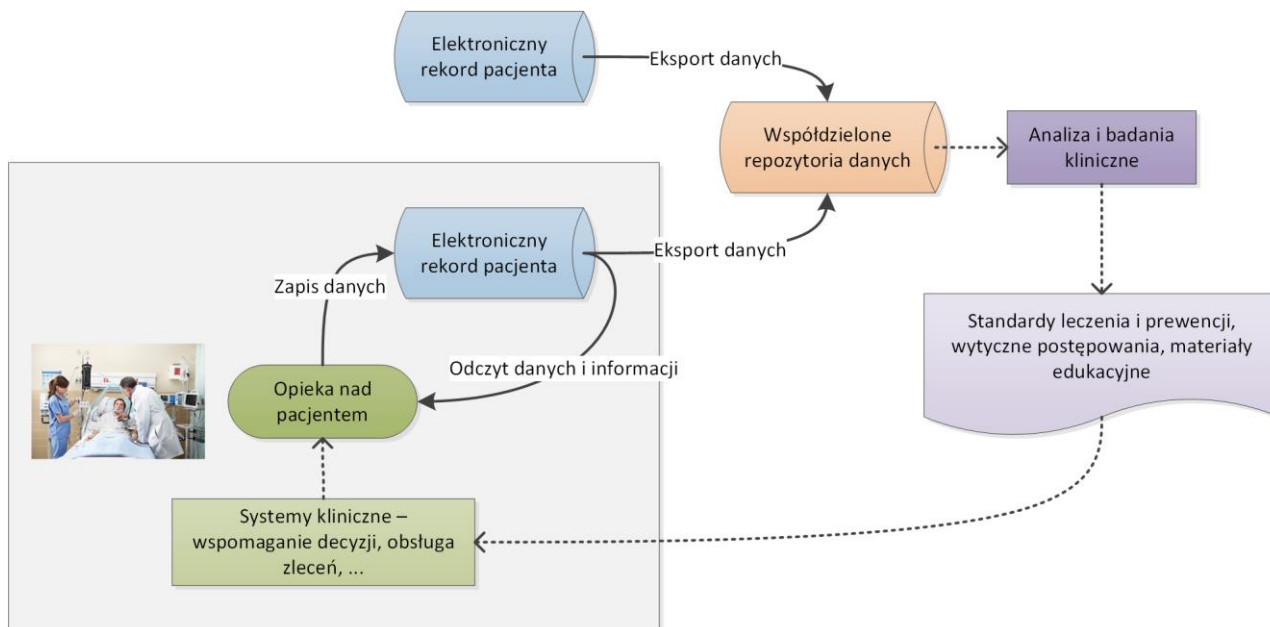 Elektroniczny
rekord pacjenta
Eksport danych
Współdzielone
repozytoria danych
Analiza i badania
kliniczne
Elektroniczny
rekord pacjenta
Eksport danych
Zapis danych
Standardy leczenia i prewencji,
wytyczne postępowania, materiały
edukacyjne
Odczyt danych i informacji
Opieka nad
pacjentem
Systemy kliniczne –
wspomaganie decyzji, obsługa
zleceń, ...